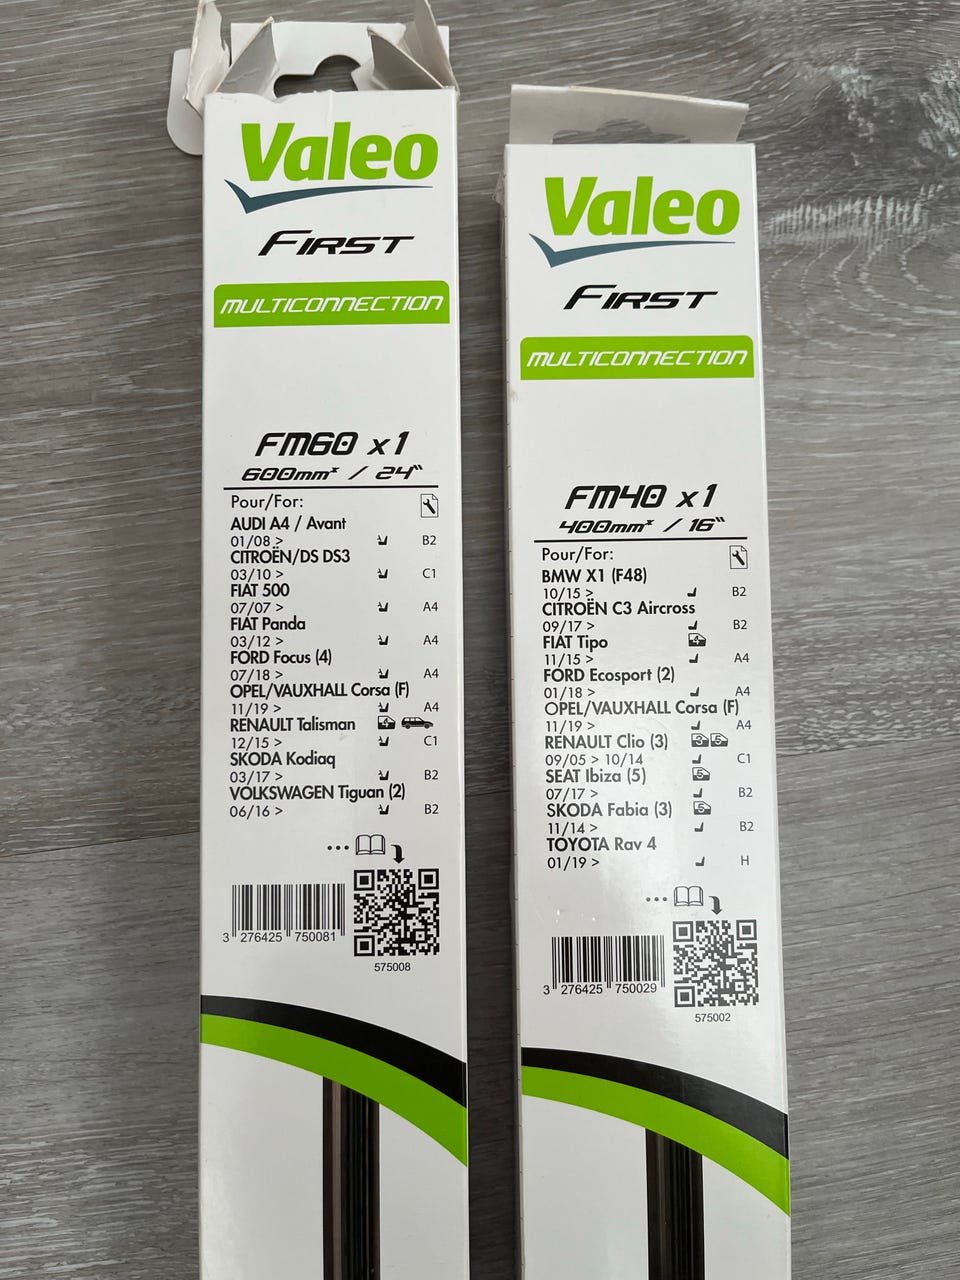 Valeo
FIRST
MULTICONNECTION
FM60 x1
600mm* / 24"
Pour/For:
AUDI A4 / Avant
01/08 > B2
CITROËN/DS DS3
03/10 > C1
FIAT 500
07/07 > A4
FIAT Panda
03/12 > A4
FORD Focus (4)
07/18 > A4
OPEL/VAUXHALL Corsa (F)
11/19 > A4
RENAULT Talisman 4
12/15 > C1
SKODA Kodiaq
03/17 > B2
VOLKSWAGEN Tiguan (2)
06/16 > B2
...
3 276425 750081
575008
Valeo
FIRST
MULTICONNECTION
FM40 x1
400mm* / 16"
Pour/For:
BMW X1 (F48)
10/15 > B2
CITROËN C3 Aircross
09/17 > B2
FIAT Tipo 4
11/15 > A4
FORD Ecosport (2)
01/18 > A4
OPEL/VAUXHALL Corsa (F)
11/19 > A4
RENAULT Clio (3) 3 5
09/05 > 10/14 C1
SEAT Ibiza (5) 5
07/17 > B2
SKODA Fabia (3) 5
11/14 > B2
TOYOTA Rav 4
01/19 > H
...
3 276425 750029
575002